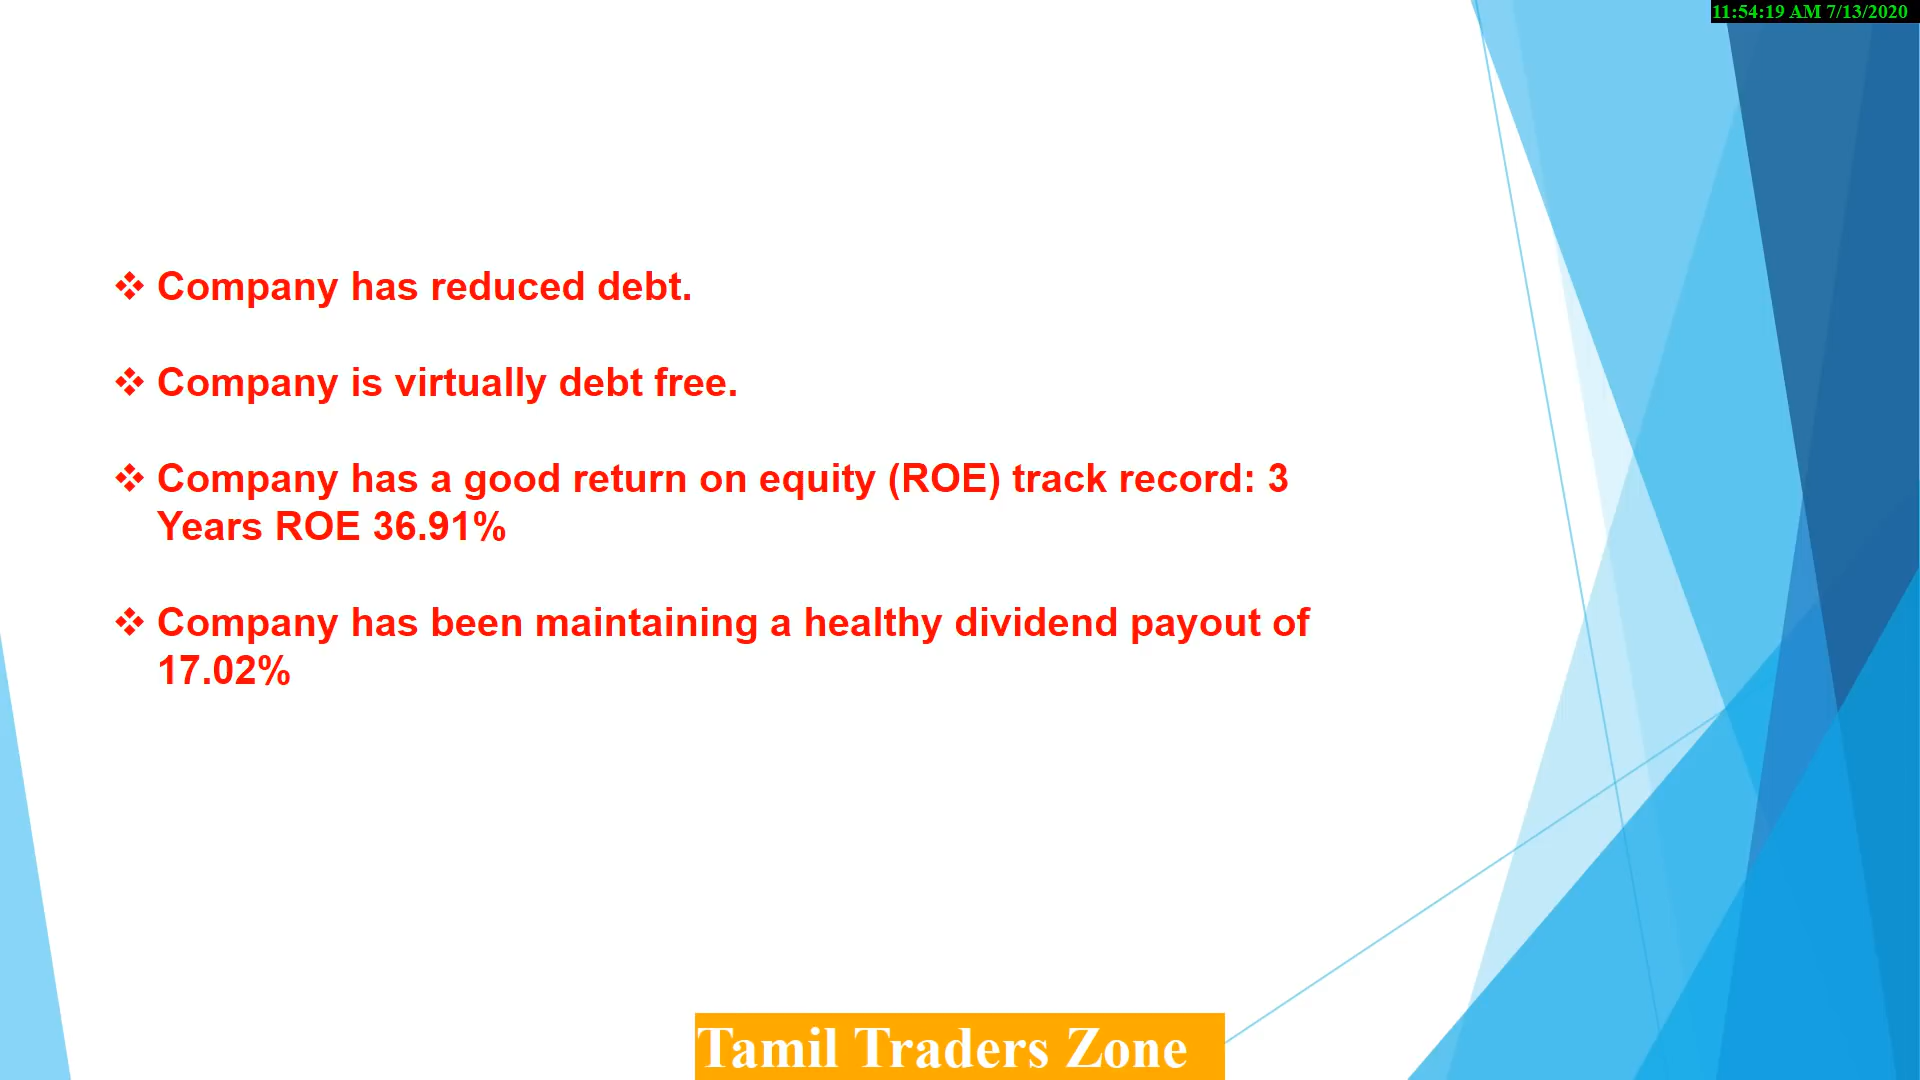 11:54:19 AM 7/13/2020
❖ Company has reduced debt.
❖ Company is virtually debt free.
❖ Company has a good return on equity (ROE) track record: 3
Years ROE 36.91%
❖ Company has been maintaining a healthy dividend payout of
17.02%
Tamil Traders Zone